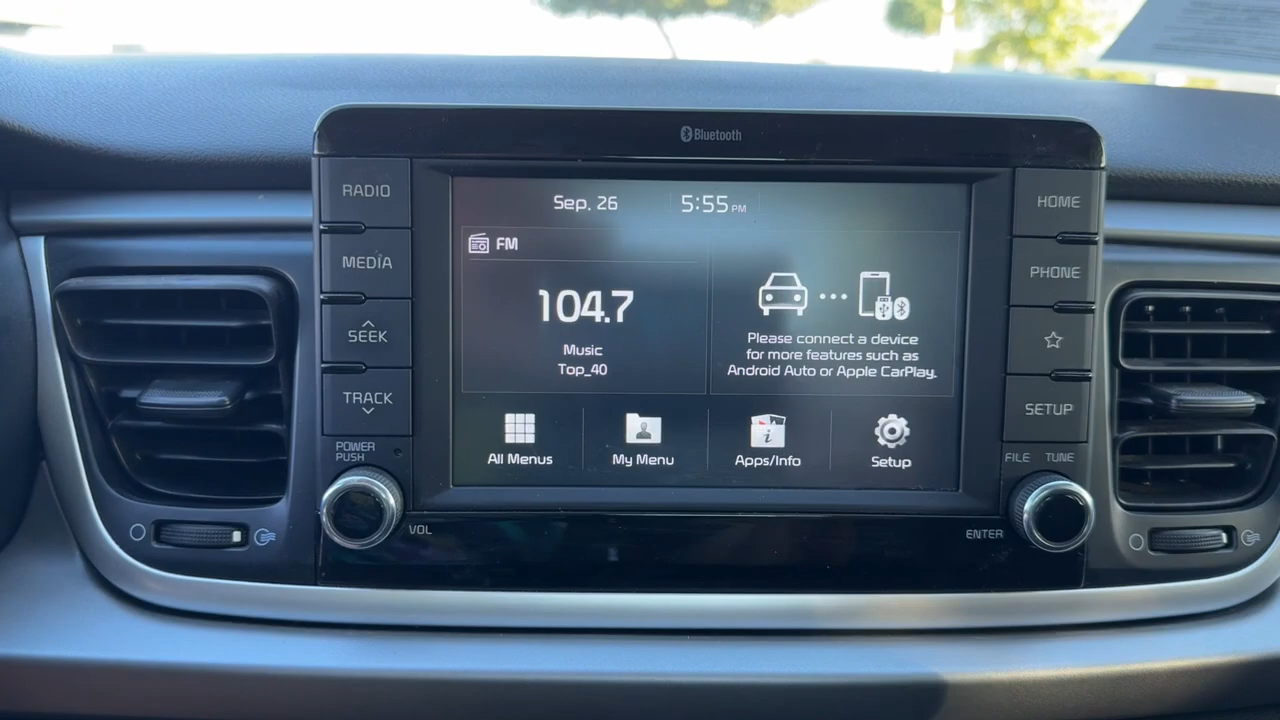 Bluetooth
RADIO
MEDIA
SEEK
TRACK
POWER
PUSH
VOL
Sep. 26 5:55 PM
FM
104.7
Music
Top_40
Please connect a device
for more features such as
Android Auto or Apple CarPlay.
All Menus
My Menu
i
Apps/Info
Setup
HOME
PHONE
SETUP
FILE TUNE
ENTER